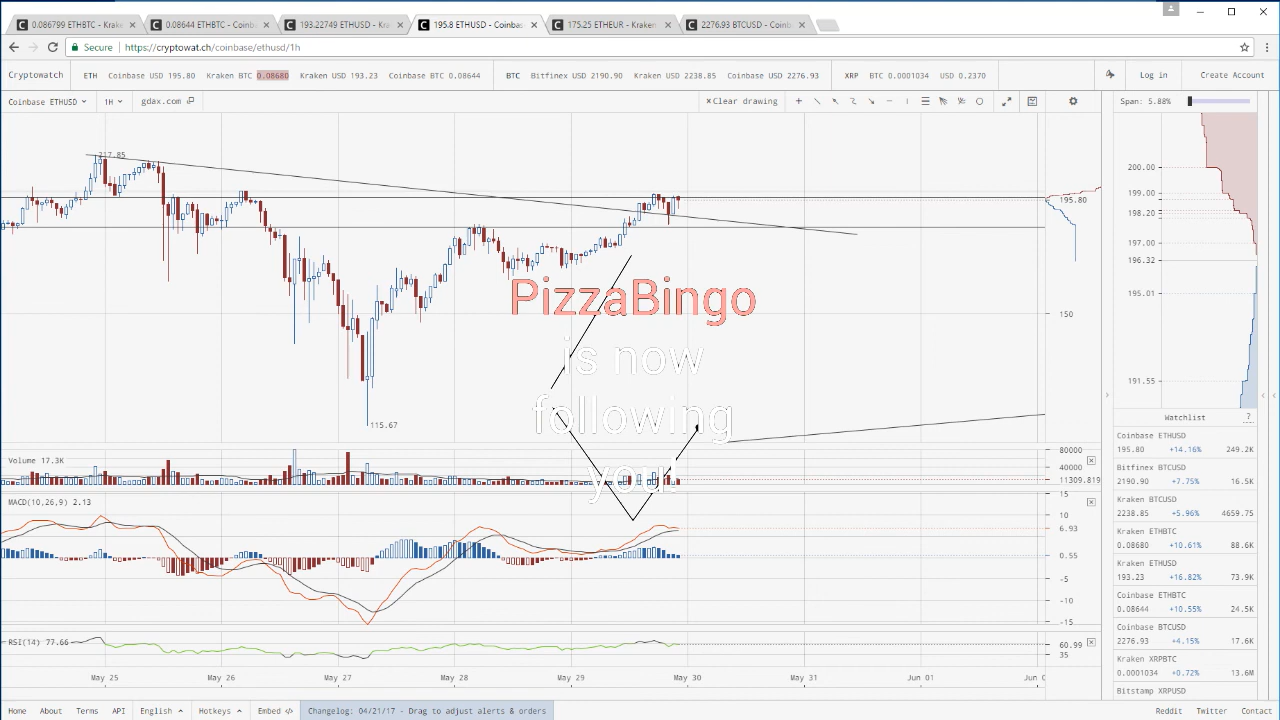 0.086799 ETHBTC - Krake
0.08644 ETHBTC - Coinb
193.22749 ETHUSD - Kra
195.8 ETHUSD - Coinbas
175.25 ETHEUR - Kraken
2276.93 BTCUSD - Coinb
Secure https://cryptowat.ch/coinbase/ethusd/1h
Cryptowatch ETH Coinbase USD 195.80 Kraken BTC 0.08680 Kraken USD 193.23 Coinbase BTC 0.08644 BTC Bitfinex USD 2190.90 Kraken USD 2238.85 Coinbase USD 2276.93 XRP BTC 0.0001034 USD 0.2370 Log in Create Account
Coinbase ETHUSD 1H gdax.com × Clear drawing Span: 5.88%
217.85
200.00
199.00
198.20
197.00
196.32
195.01
191.55
195.80
150
115.67
PizzaBingo
is now
following
you!
Volume 17.3K
80000
40000
11309.819
MACD(10,26,9) 2.13
15
10
6.93
0.55
-5
-10
-15
RSI(14) 77.66
60.99
35
May 25 May 26 May 27 May 28 May 29 May 30 May 31 Jun 01 Jun 0
Watchlist ?
Coinbase ETHUSD
195.80 +14.16% 249.2K
Bitfinex BTCUSD
2190.90 +7.75% 16.5K
Kraken BTCUSD
2238.85 +5.96% 4659.75
Kraken ETHBTC
0.08680 +10.61% 88.6K
Kraken ETHUSD
193.23 +16.82% 73.9K
Coinbase ETHBTC
0.08644 +10.55% 24.5K
Coinbase BTCUSD
2276.93 +4.15% 17.6K
Kraken XRPBTC
0.0001034 +0.72% 13.6M
Bitstamp XRPUSD
Home About Terms API English Hotkeys Embed </> Changelog: 04/21/17 - Drag to adjust alerts & orders Reddit Twitter Contact